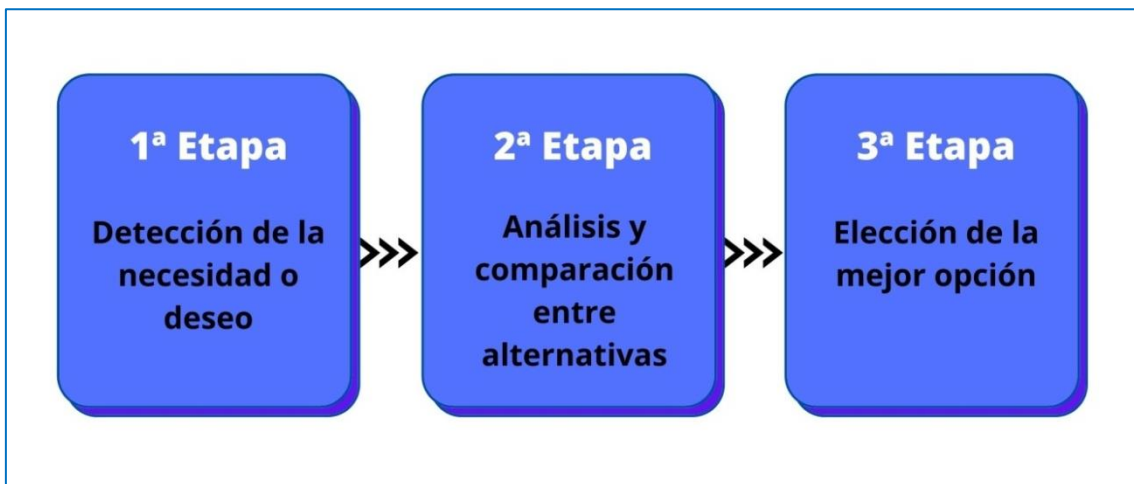 1ª Etapa
Detección de la
necesidad o
deseo
2ª Etapa
Análisis y
comparación
entre
alternativas
3ª Etapa
Elección de la
mejor opción